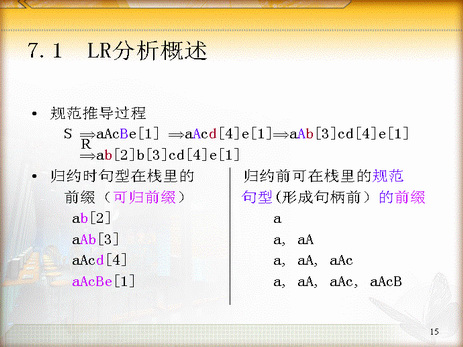 7.1 LR分析概述
• 规范推导过程
S ⇒aAcBe[1] ⇒aAcd[4]e[1]⇒aAb[3]cd[4]e[1]
R
⇒ab[2]b[3]cd[4]e[1]
• 归约时句型在栈里的前缀（可归前缀）
ab[2]
aAb[3]
aAcd[4]
aAcBe[1]
归约前可在栈里的规范
句型(形成句柄前）的前缀
a
a, aA
a, aA, aAc
a, aA, aAc, aAcB
15